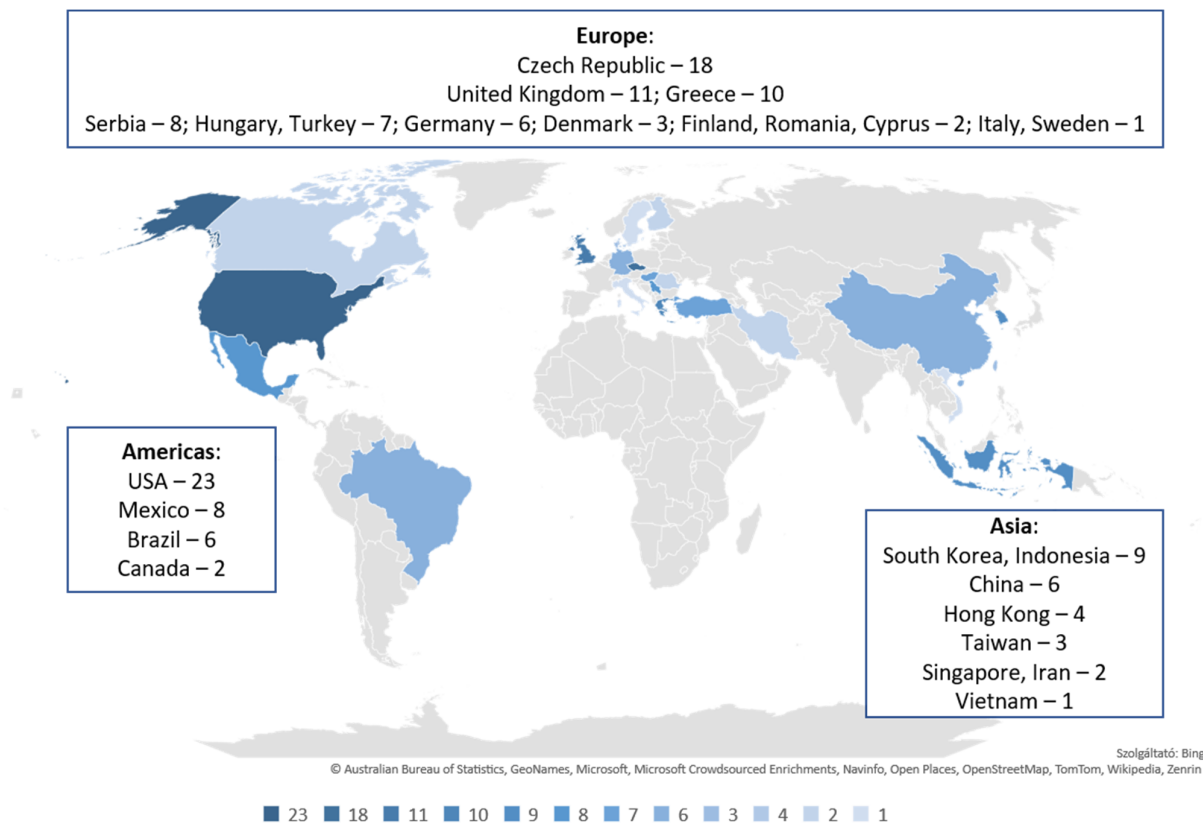 Europe:
Czech Republic – 18
United Kingdom – 11; Greece – 10
Serbia – 8; Hungary, Turkey – 7; Germany – 6; Denmark – 3; Finland, Romania, Cyprus – 2; Italy, Sweden – 1
Americas:
USA – 23
Mexico – 8
Brazil – 6
Canada – 2
Asia:
South Korea, Indonesia – 9
China – 6
Hong Kong – 4
Taiwan – 3
Singapore, Iran – 2
Vietnam – 1
Szolgáltató: Bing
© Australian Bureau of Statistics, GeoNames, Microsoft, Microsoft Crowdsourced Enrichments, Navinfo, Open Places, OpenStreetMap, TomTom, Wikipedia, Zenrin
23 18 11 10 9 8 7 6 3 4 2 1